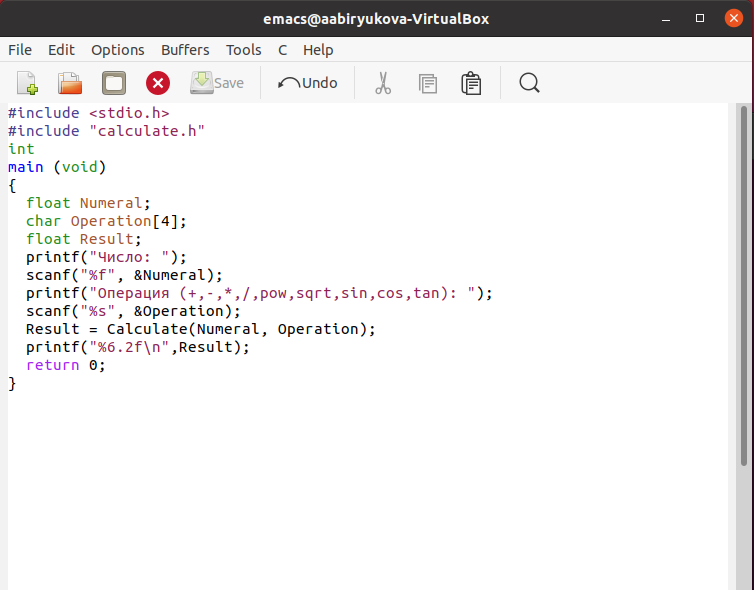 emacs@aabiryukova-VirtualBox
File Edit Options Buffers Tools C Help
Save Undo
#include <stdio.h>
#include "calculate.h"
int
main (void)
{
  float Numeral;
  char Operation[4];
  float Result;
  printf("Число: ");
  scanf("%f", &Numeral);
  printf("Операция (+,-,*,/,pow,sqrt,sin,cos,tan): ");
  scanf("%s", &Operation);
  Result = Calculate(Numeral, Operation);
  printf("%6.2f\n",Result);
  return 0;
}